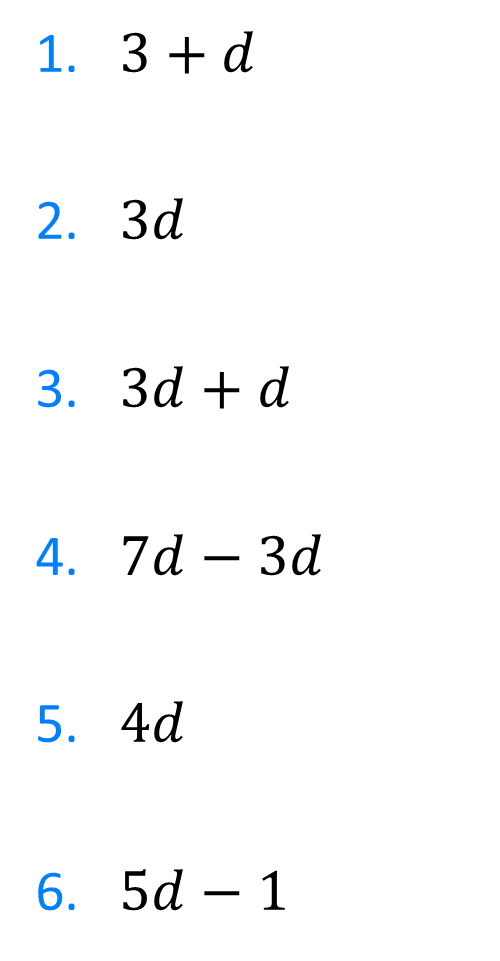 1. 3 + d
2. 3d
3. 3d + d
4. 7d − 3d
5. 4d
6. 5d − 1